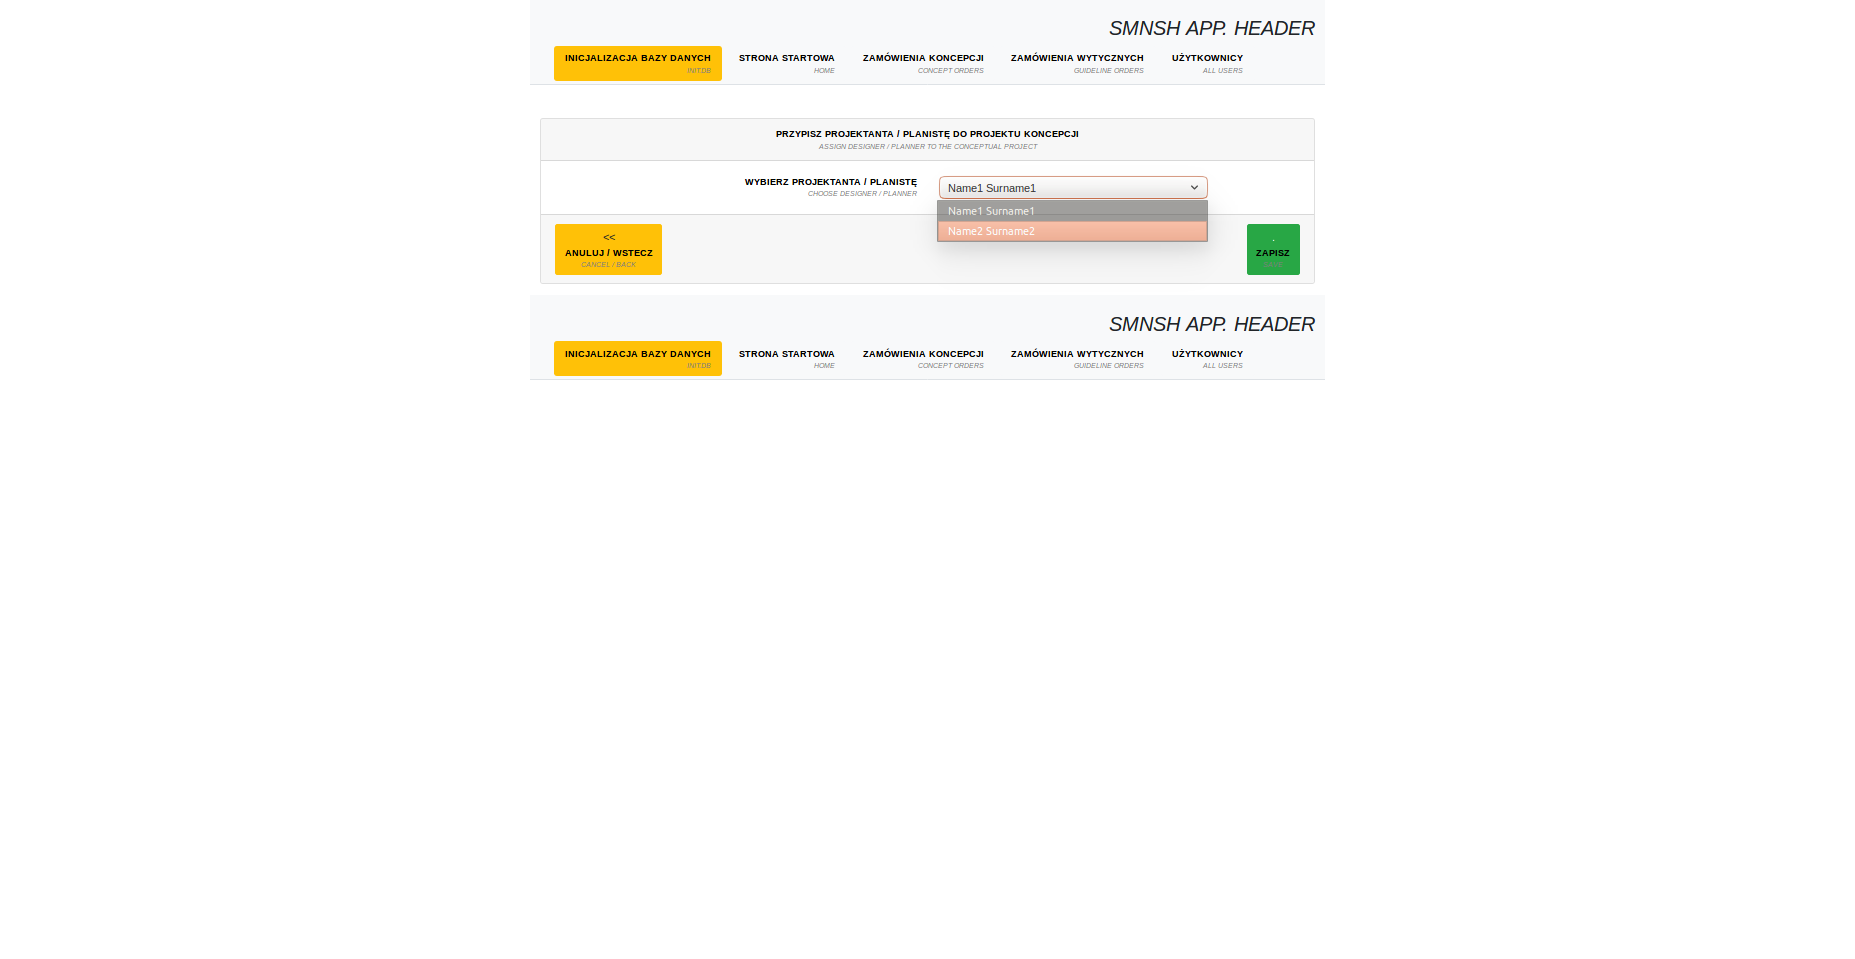 SMNSH APP. HEADER
INICJALIZACJA BAZY DANYCH STRONA STARTOWA ZAMÓWIENIA KONCEPCJI ZAMÓWIENIA WYTYCZNYCH UŻYTKOWNICY
INIT.DB HOME CONCEPT ORDERS GUIDELINE ORDERS ALL USERS
PRZYPISZ PROJEKTANTA / PLANISTĘ DO PROJEKTU KONCEPCJI
ASSIGN DESIGNER / PLANNER TO THE CONCEPTUAL PROJECT
WYBIERZ PROJEKTANTA / PLANISTĘ Name1 Surname1
CHOOSE DESIGNER / PLANNER
Name1 Surname1
Name2 Surname2
<<
ANULUJ / WSTECZ
CANCEL / BACK
.
ZAPISZ
SMNSH APP. HEADER
INICJALIZACJA BAZY DANYCH STRONA STARTOWA ZAMÓWIENIA KONCEPCJI ZAMÓWIENIA WYTYCZNYCH UŻYTKOWNICY
INIT.DB HOME CONCEPT ORDERS GUIDELINE ORDERS ALL USERS